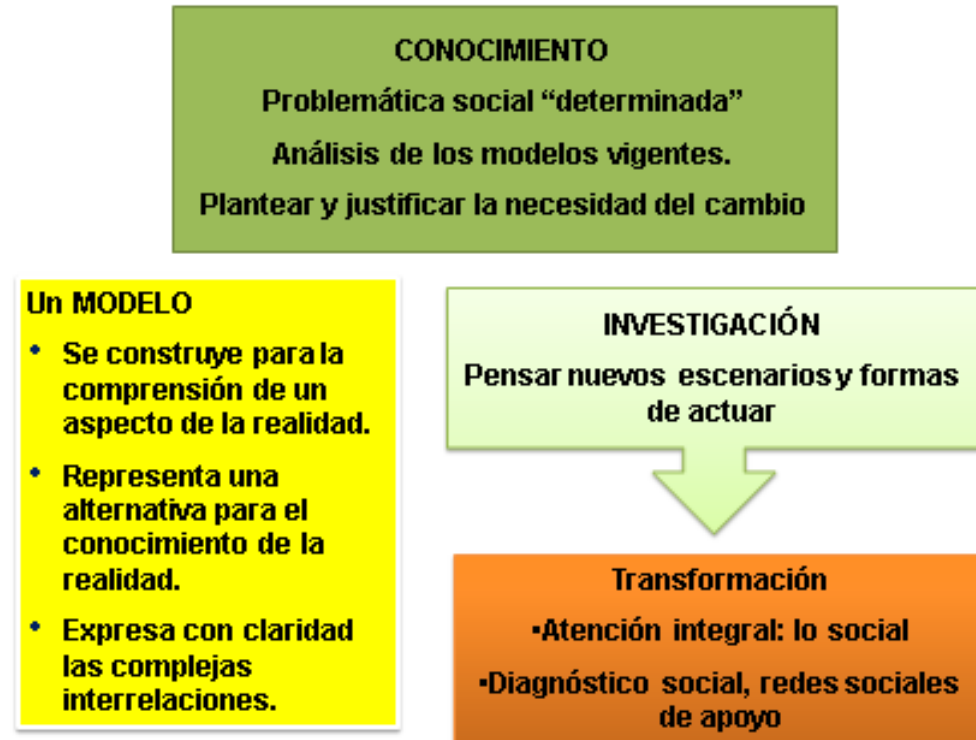 CONOCIMIENTO
Problemática social “determinada”
Análisis de los modelos vigentes.
Plantear y justificar la necesidad del cambio
Un MODELO
• Se construye para la
comprensión de un
aspecto de la realidad.
• Representa una
alternativa para el
conocimiento de la
realidad.
• Expresa con claridad
las complejas
interrelaciones.
INVESTIGACIÓN
Pensar nuevos escenarios y formas
de actuar
Transformación
▪Atención integral: lo social
▪Diagnóstico social, redes sociales
de apoyo